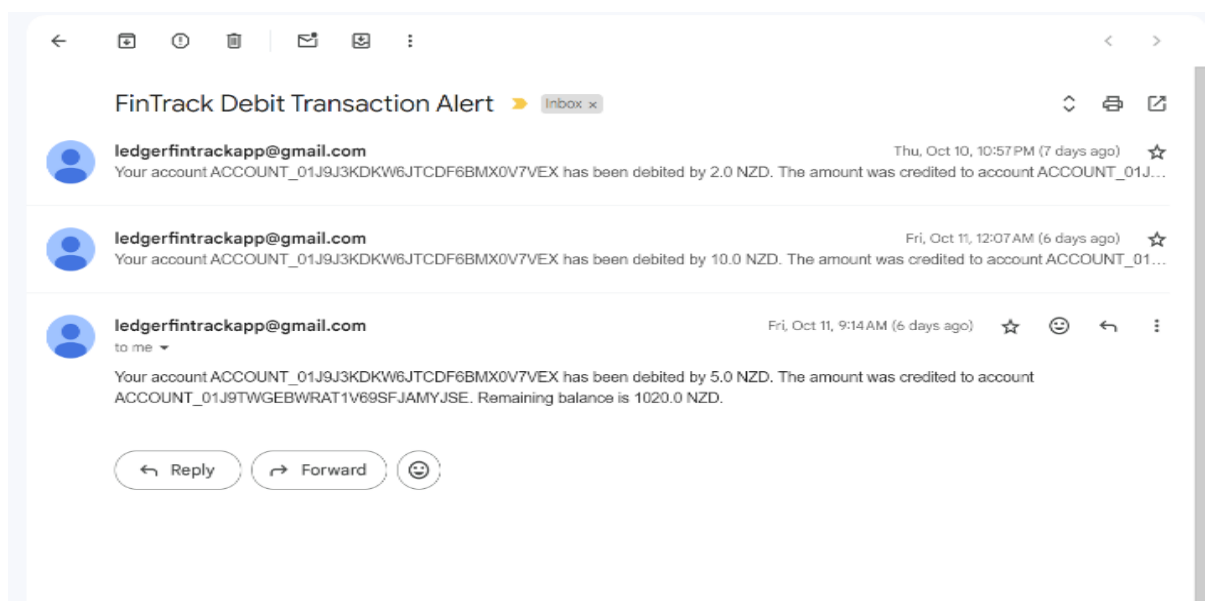 FinTrack Debit Transaction Alert Inbox x
ledgerfintrackapp@gmail.com Thu, Oct 10, 10:57 PM (7 days ago)
Your account ACCOUNT_01J9J3KDKW6JTCDF6BMX0V7VEX has been debited by 2.0 NZD. The amount was credited to account ACCOUNT_01J...
ledgerfintrackapp@gmail.com Fri, Oct 11, 12:07 AM (6 days ago)
Your account ACCOUNT_01J9J3KDKW6JTCDF6BMX0V7VEX has been debited by 10.0 NZD. The amount was credited to account ACCOUNT_01...
ledgerfintrackapp@gmail.com Fri, Oct 11, 9:14 AM (6 days ago)
to me
Your account ACCOUNT_01J9J3KDKW6JTCDF6BMX0V7VEX has been debited by 5.0 NZD. The amount was credited to account
ACCOUNT_01J9TWGEBWRAT1V69SFJAMYJSE. Remaining balance is 1020.0 NZD.
Reply Forward